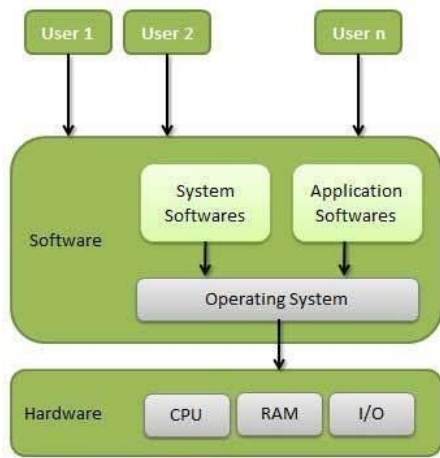 User 1
User 2
User n
System
Softwares
Application
Softwares
Software
Operating System
Hardware
CPU
RAM
I/O